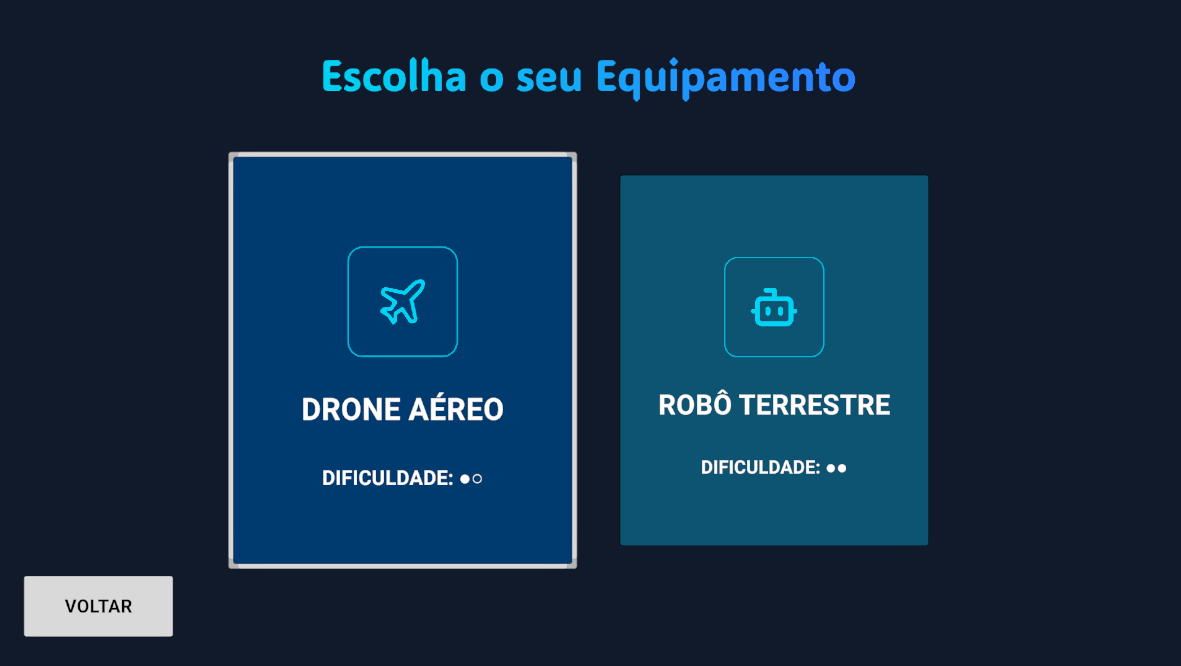 Escolha o seu Equipamento
DRONE AÉREO
DIFICULDADE: ●○
ROBÔ TERRESTRE
DIFICULDADE: ●●
VOLTAR